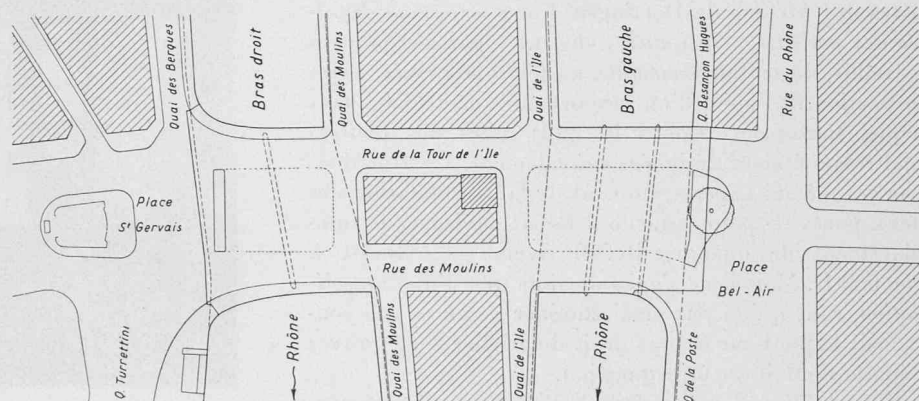 Quai des Bergues
Bras droit
Quai des Moulins
Quai de l'Ile
Bras gauche
Q. Besançon Hugues
Rue du Rhône
Rue de la Tour de l'Ile
Place
St Gervais
Rue des Moulins
Place
Bel-Air
Q. Turrettini
Rhône
Quai des Moulins
Quai de l'Ile
Rhône
Q. de la Poste